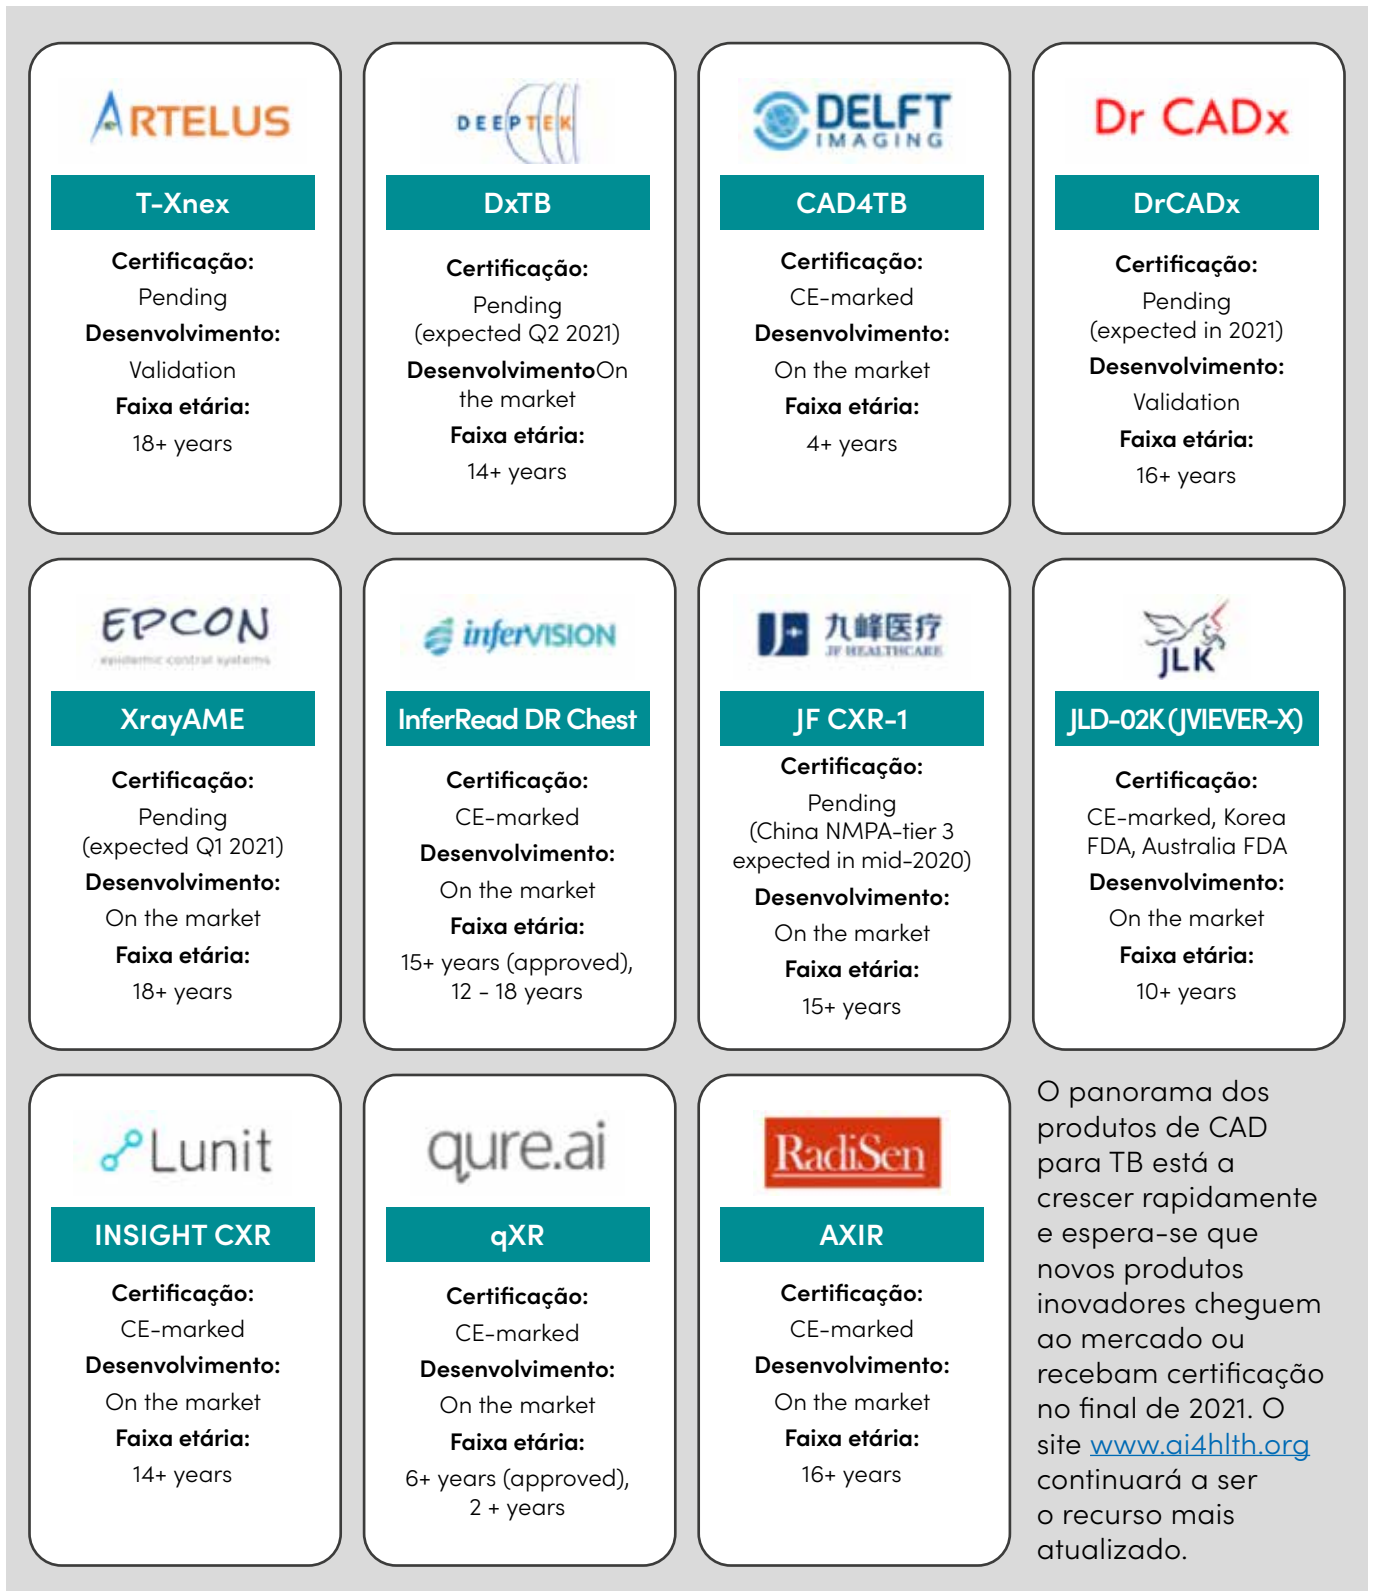 ARTELUS
T-Xnex
Certificação:
Pending
Desenvolvimento:
Validation
Faixa etária:
18+ years
DEEPTEK
DxTB
Certificação:
Pending
(expected Q2 2021)
DesenvolvimentoOn
the market
Faixa etária:
14+ years
DELFT
IMAGING
CAD4TB
Certificação:
CE-marked
Desenvolvimento:
On the market
Faixa etária:
4+ years
Dr CADx
DrCADx
Certificação:
Pending
(expected in 2021)
Desenvolvimento:
Validation
Faixa etária:
16+ years
EPCON
epidemic control systems
XrayAME
Certificação:
Pending
(expected Q1 2021)
Desenvolvimento:
On the market
Faixa etária:
18+ years
inferVISION
InferRead DR Chest
Certificação:
CE-marked
Desenvolvimento:
On the market
Faixa etária:
15+ years (approved),
12 - 18 years
九峰医疗
JF HEALTHCARE
JF CXR-1
Certificação:
Pending
(China NMPA-tier 3
expected in mid-2020)
Desenvolvimento:
On the market
Faixa etária:
15+ years
JLK
JLD-02K (JVIEVER-X)
Certificação:
CE-marked, Korea
FDA, Australia FDA
Desenvolvimento:
On the market
Faixa etária:
10+ years
Lunit
INSIGHT CXR
Certificação:
CE-marked
Desenvolvimento:
On the market
Faixa etária:
14+ years
qure.ai
qXR
Certificação:
CE-marked
Desenvolvimento:
On the market
Faixa etária:
6+ years (approved),
2 + years
RadiSen
AXIR
Certificação:
CE-marked
Desenvolvimento:
On the market
Faixa etária:
16+ years
O panorama dos
produtos de CAD
para TB está a
crescer rapidamente
e espera-se que
novos produtos
inovadores cheguem
ao mercado ou
recebam certificação
no final de 2021. O
site www.ai4hlth.org
continuará a ser
o recurso mais
atualizado.